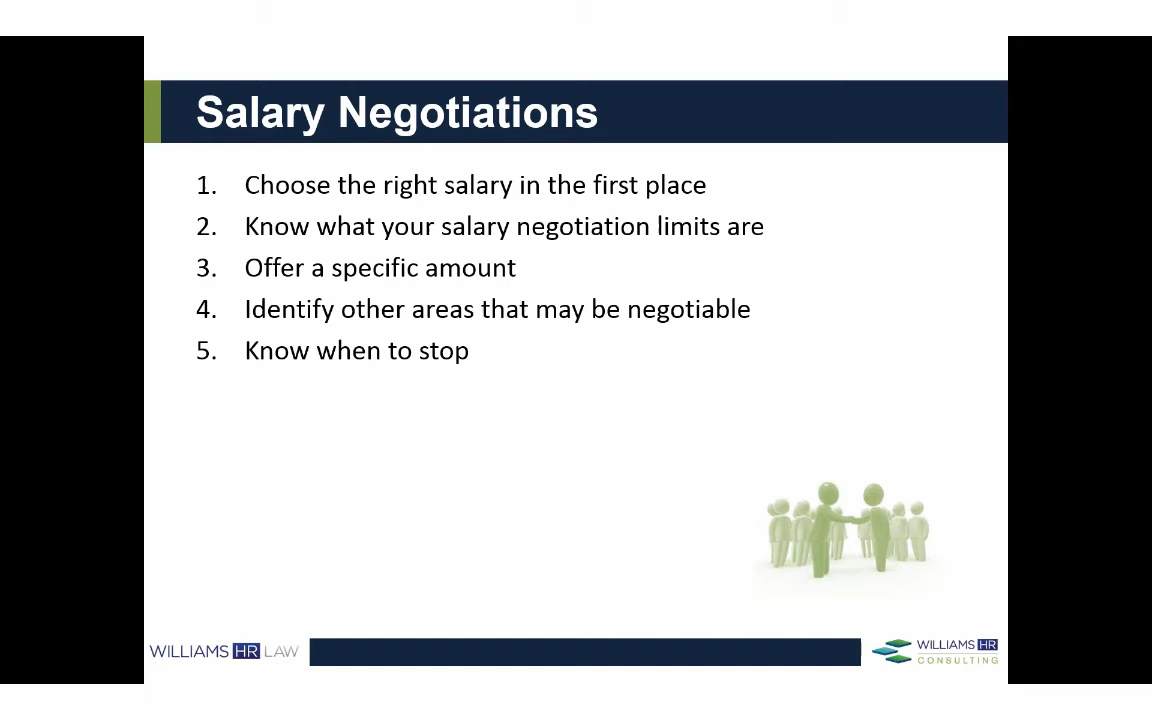 Salary Negotiations
1. Choose the right salary in the first place
2. Know what your salary negotiation limits are
3. Offer a specific amount
4. Identify other areas that may be negotiable
5. Know when to stop
WILLIAMS HR LAW
WILLIAMS HR
CONSULTING